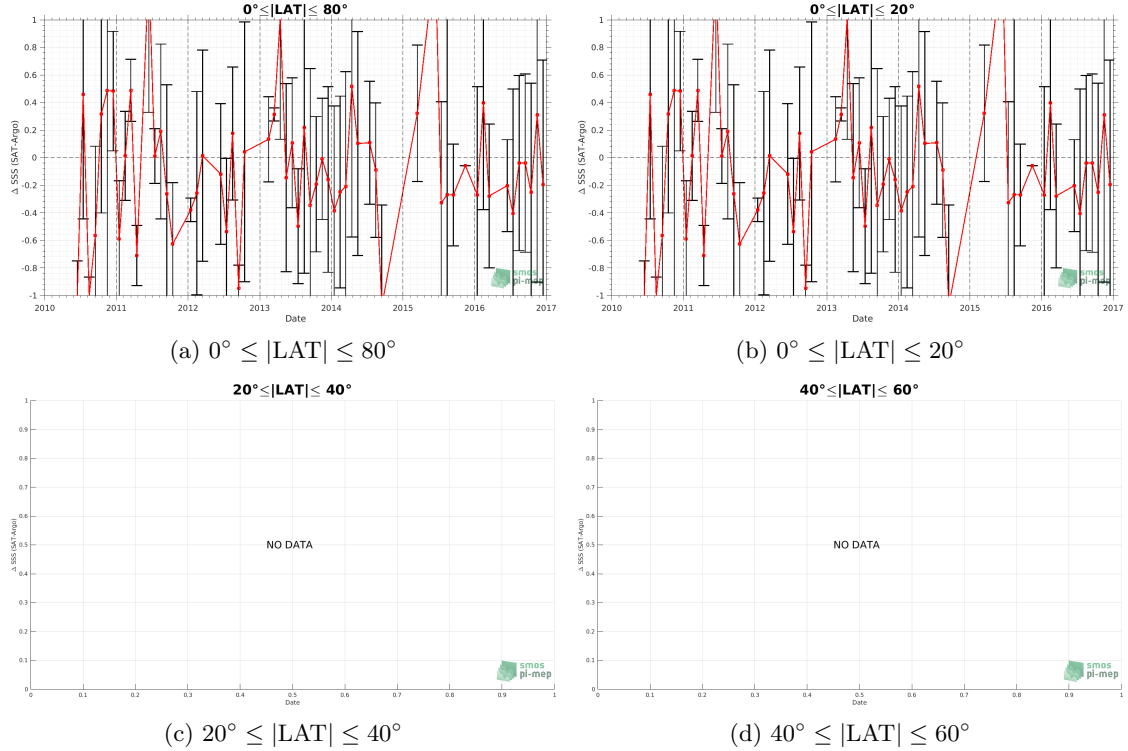 0°≤|LAT|≤ 80°
Δ SSS (SAT-Argo)
1
0.8
0.6
0.4
0.2
0
-0.2
-0.4
-0.6
-0.8
-1
2010 2011 2012 2013 2014 2015 2016 2017
Date
smos
pi-mep
(a) 0° ≤ |LAT| ≤ 80°
0°≤|LAT|≤ 20°
Δ SSS (SAT-Argo)
1
0.8
0.6
0.4
0.2
0
-0.2
-0.4
-0.6
-0.8
-1
2010 2011 2012 2013 2014 2015 2016 2017
Date
smos
pi-mep
(b) 0° ≤ |LAT| ≤ 20°
20°≤|LAT|≤ 40°
Δ SSS (SAT-Argo)
1
0.9
0.8
0.7
0.6
0.5
0.4
0.3
0.2
0.1
0
NO DATA
0 0.1 0.2 0.3 0.4 0.5 0.6 0.7 0.8 0.9 1
Date
smos
pi-mep
(c) 20° ≤ |LAT| ≤ 40°
40°≤|LAT|≤ 60°
Δ SSS (SAT-Argo)
1
0.9
0.8
0.7
0.6
0.5
0.4
0.3
0.2
0.1
0
NO DATA
0 0.1 0.2 0.3 0.4 0.5 0.6 0.7 0.8 0.9 1
Date
smos
pi-mep
(d) 40° ≤ |LAT| ≤ 60°